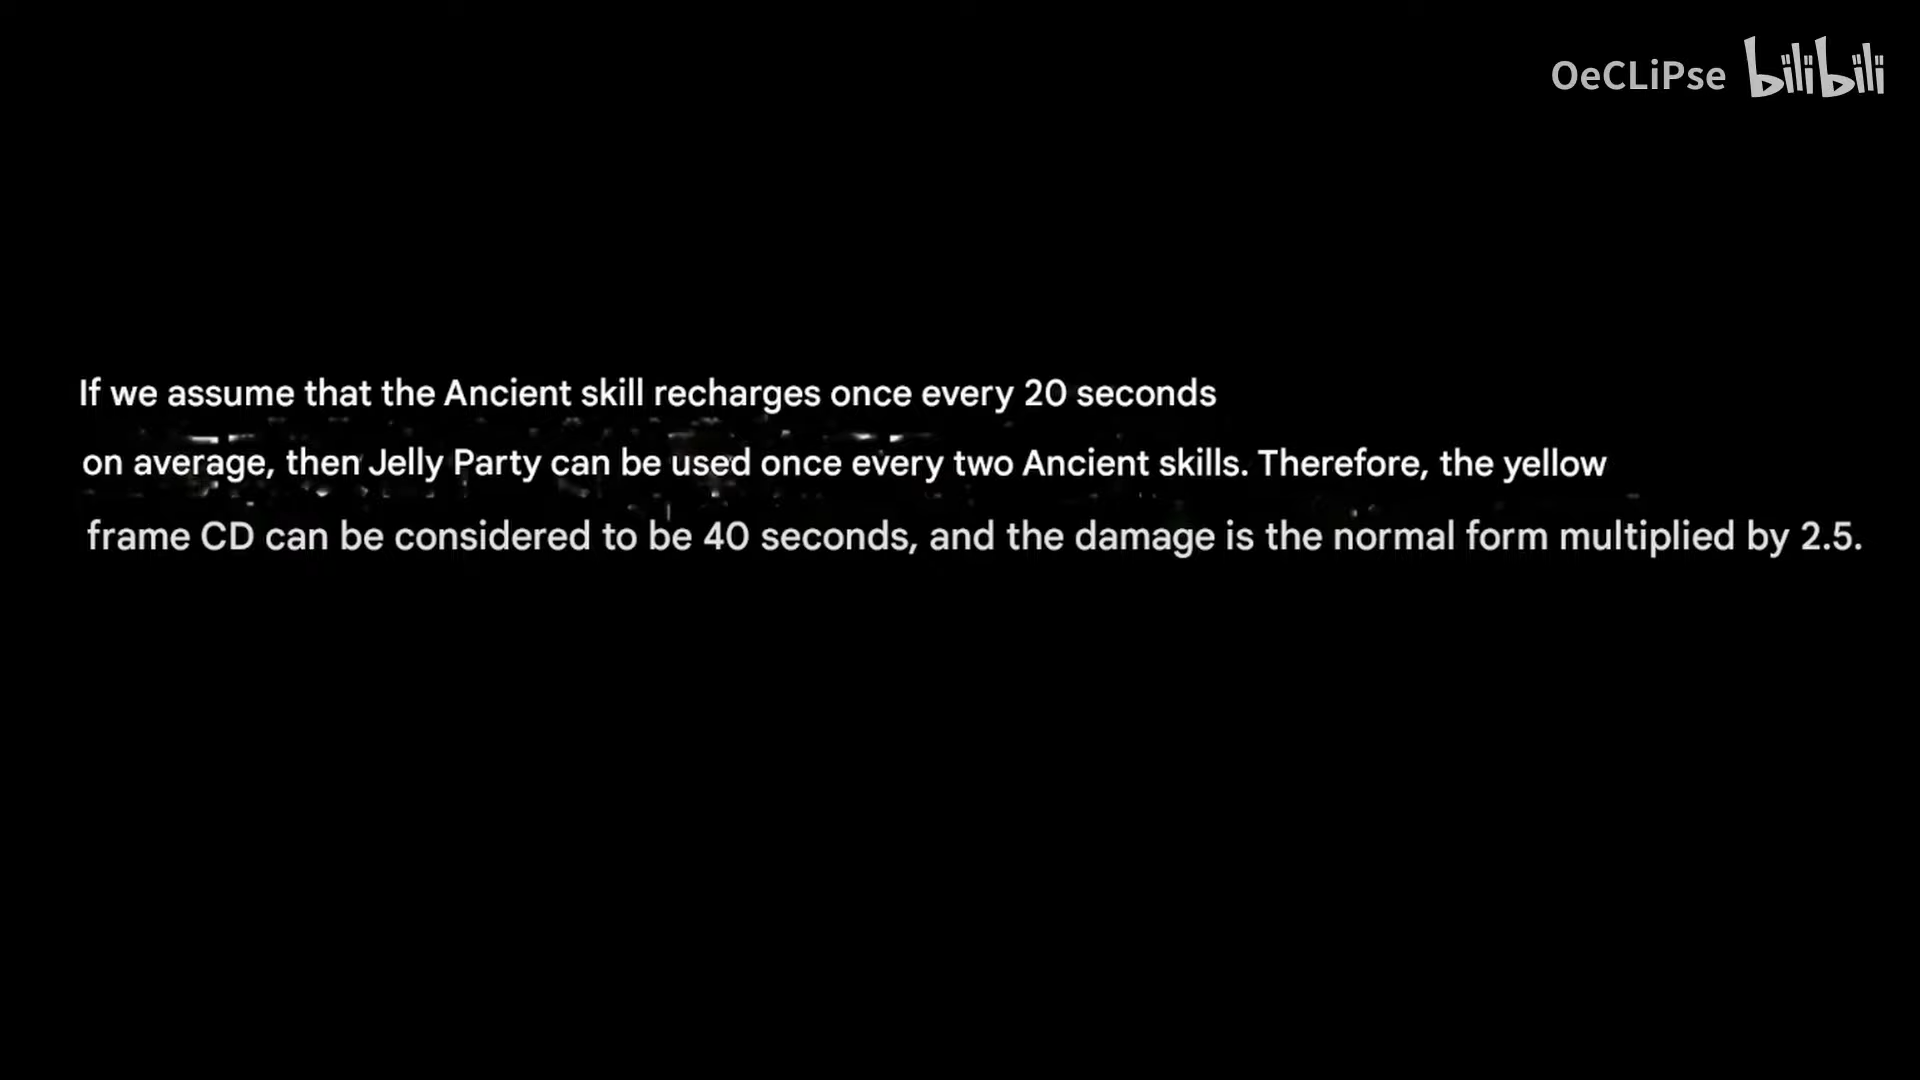 OeCLiPse bilibili
If we assume that the Ancient skill recharges once every 20 seconds
on average, then Jelly Party can be used once every two Ancient skills. Therefore, the yellow
frame CD can be considered to be 40 seconds, and the damage is the normal form multiplied by 2.5.